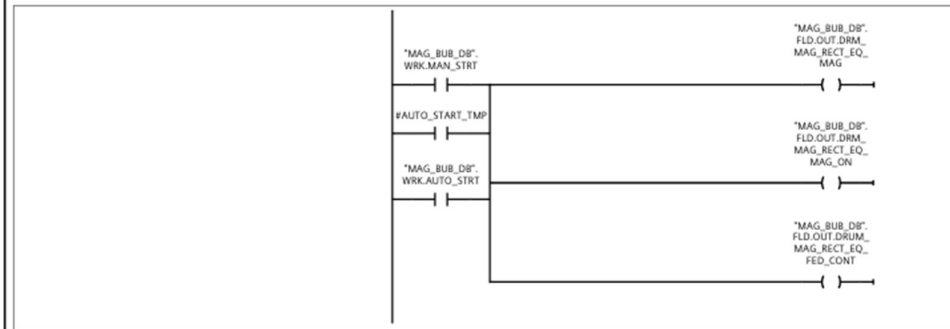 "MAG_BUB_DB".
FLD.OUT.DRM_
MAG_RECT_EQ_
MAG
"MAG_BUB_DB".
WRK.MAN_STRT
#AUTO_START_TMP
"MAG_BUB_DB".
FLD.OUT.DRM_
MAG_RECT_EQ_
MAG_ON
"MAG_BUB_DB".
WRK.AUTO_STRT
"MAG_BUB_DB".
FLD.OUT.DRUM_
MAG_RECT_EQ_
FED_CONT